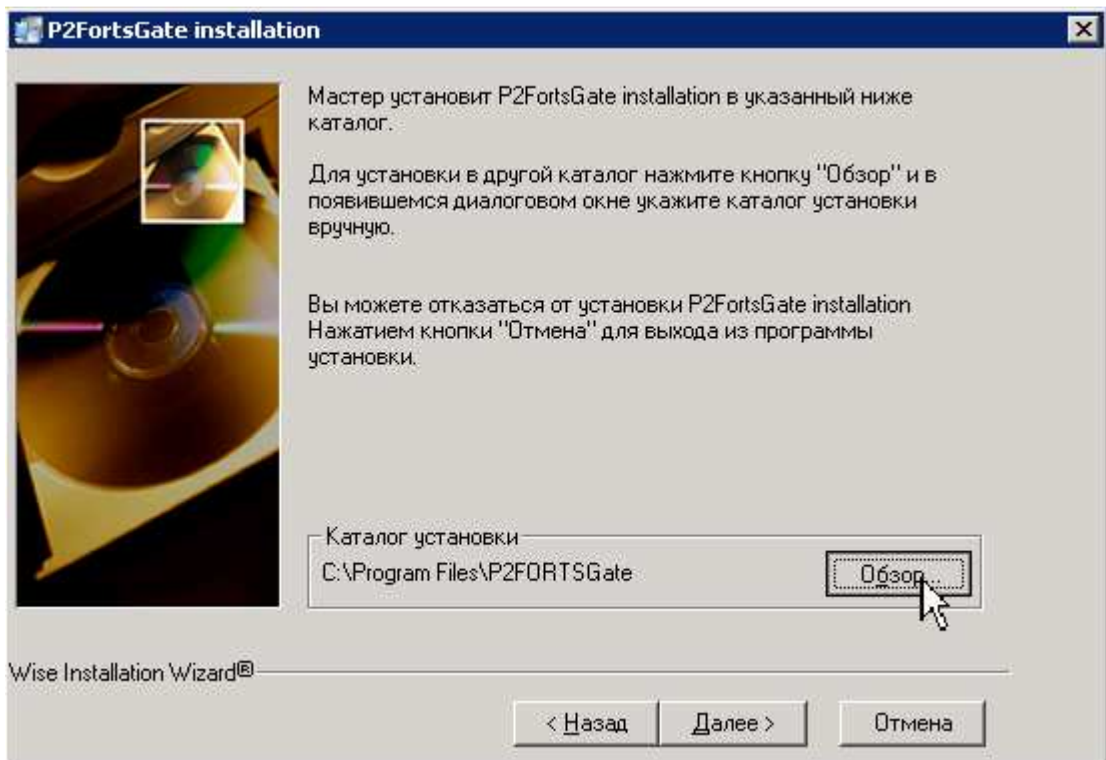 P2FortsGate installation
Мастер установит P2FortsGate installation в указанный ниже
каталог.
Для установки в другой каталог нажмите кнопку "Обзор" и в
появившемся диалоговом окне укажите каталог установки
вручную.
Вы можете отказаться от установки P2FortsGate installation
Нажатием кнопки "Отмена" для выхода из программы
установки.
Каталог установки
C:\Program Files\P2FORTSGate
Обзор...
Wise Installation Wizard®
< Назад
Далее >
Отмена